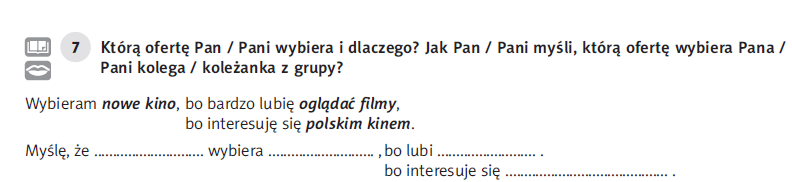 7 Którą ofertę Pan / Pani wybiera i dlaczego? Jak Pan / Pani myśli, którą ofertę wybiera Pana /
Pani kolega / koleżanka z grupy?
Wybieram nowe kino, bo bardzo lubię oglądać filmy,
bo interesuję się polskim kinem.
Myślę, że ............................. wybiera ............................ , bo lubi .......................... .
bo interesuje się ........................................... .